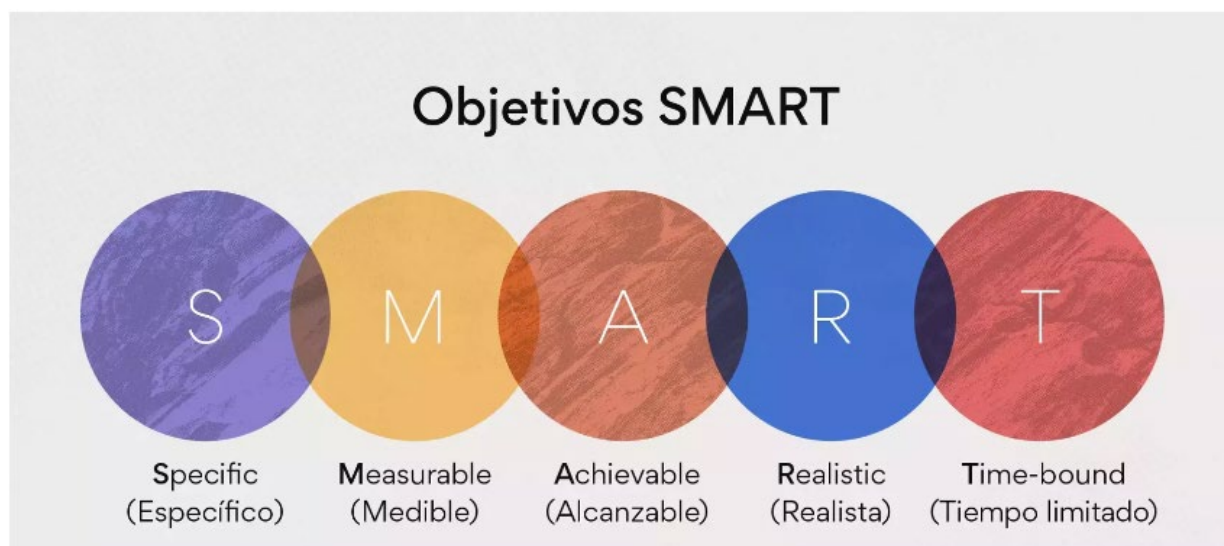 Objetivos SMART
S M A R T
Specific Measurable Achievable Realistic Time-bound
(Específico) (Medible) (Alcanzable) (Realista) (Tiempo limitado)